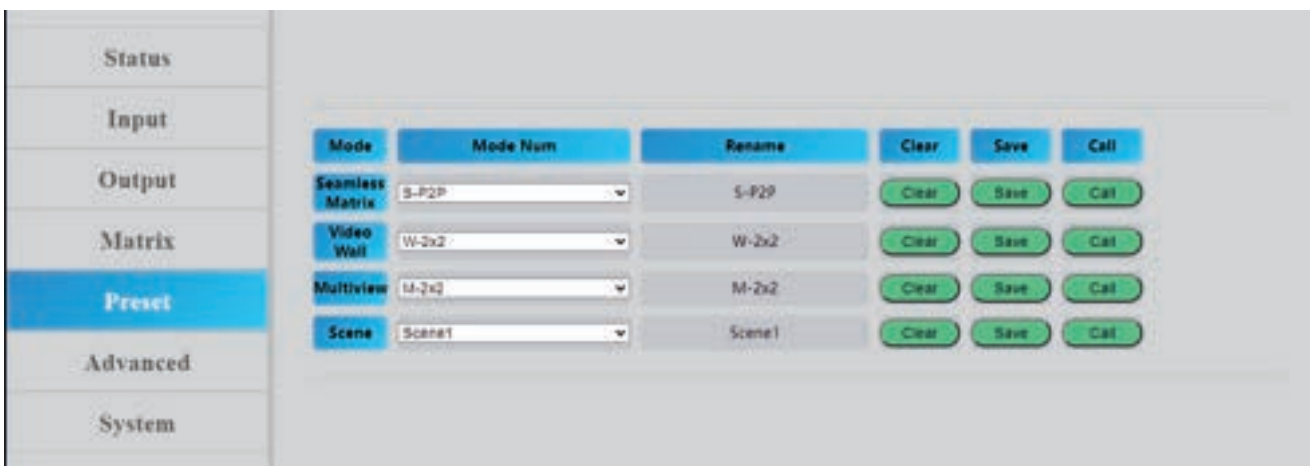 Status
Input
Output
Matrix
Preset
Advanced
System
Mode Mode Num Rename Clear Save Call
Seamless Matrix S-P2P S-P2P Clear Save Call
Video Wall W-2x2 W-2x2 Clear Save Call
Multiview M-2x2 M-2x2 Clear Save Call
Scene Scene1 Scene1 Clear Save Call